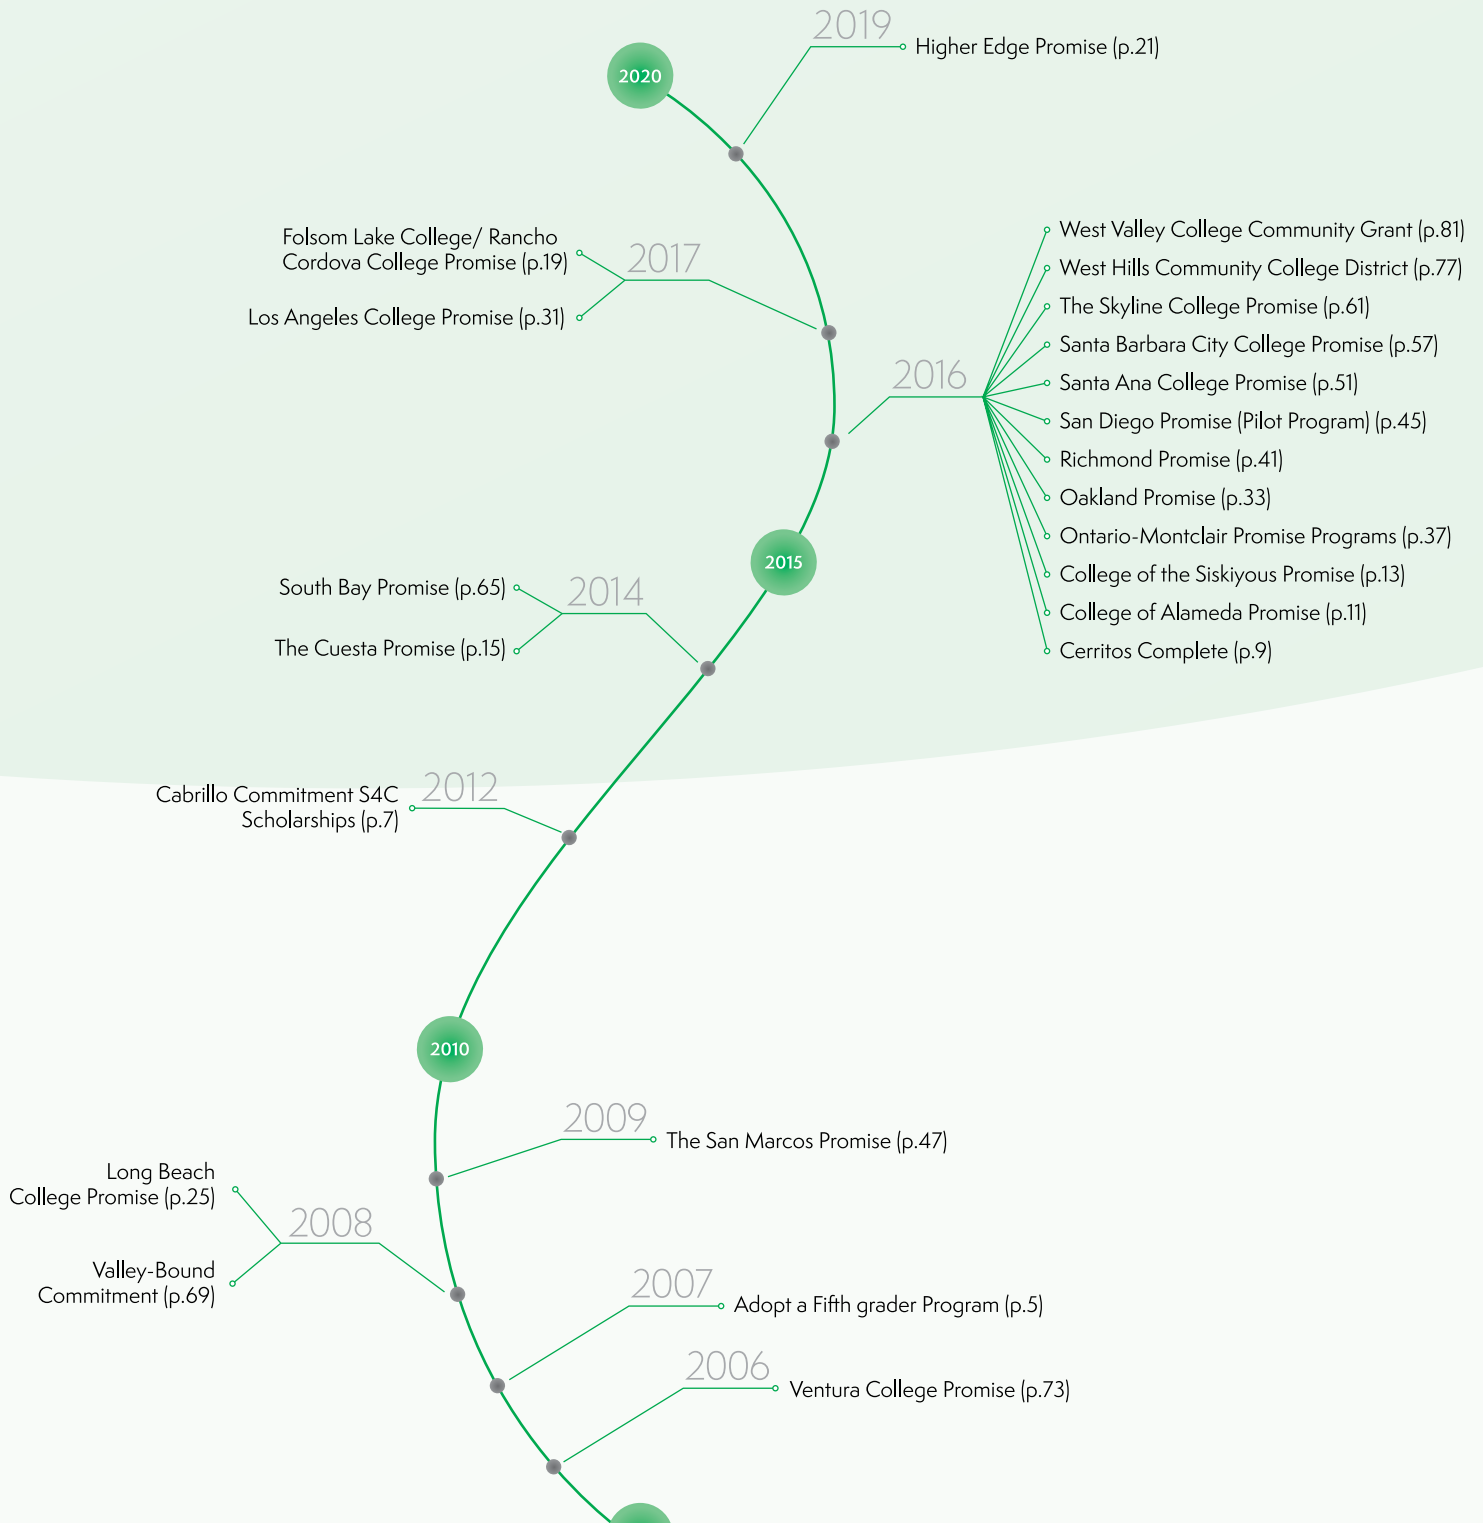 2019
Higher Edge Promise (p.21)
2020
Folsom Lake College/ Rancho
Cordova College Promise (p.19)
2017
Los Angeles College Promise (p.31)
West Valley College Community Grant (p.81)
West Hills Community College District (p.77)
The Skyline College Promise (p.61)
Santa Barbara City College Promise (p.57)
2016
Santa Ana College Promise (p.51)
San Diego Promise (Pilot Program) (p.45)
Richmond Promise (p.41)
Oakland Promise (p.33)
Ontario-Montclair Promise Programs (p.37)
College of the Siskiyous Promise (p.13)
College of Alameda Promise (p.11)
Cerritos Complete (p.9)
2015
South Bay Promise (p.65)
2014
The Cuesta Promise (p.15)
Cabrillo Commitment S4C
Scholarships (p.7)
2012
2010
2009
The San Marcos Promise (p.47)
Long Beach
College Promise (p.25)
2008
Valley-Bound
Commitment (p.69)
2007
Adopt a Fifth grader Program (p.5)
2006
Ventura College Promise (p.73)